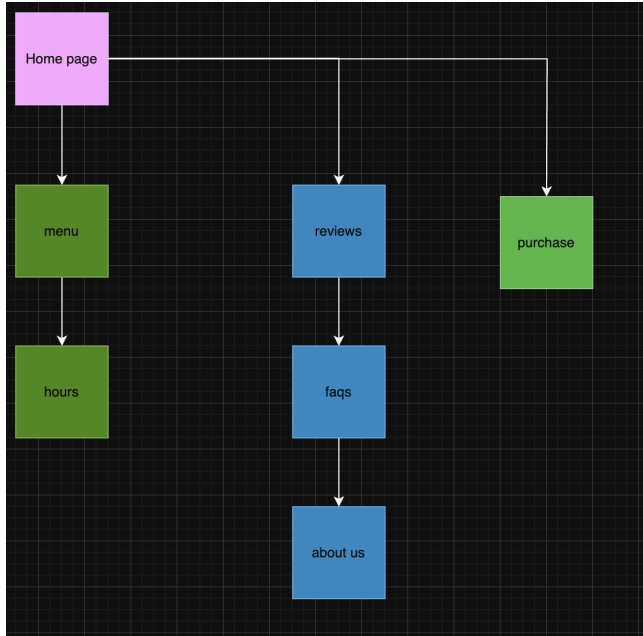 Home page
menu
reviews
purchase
hours
faqs
about us